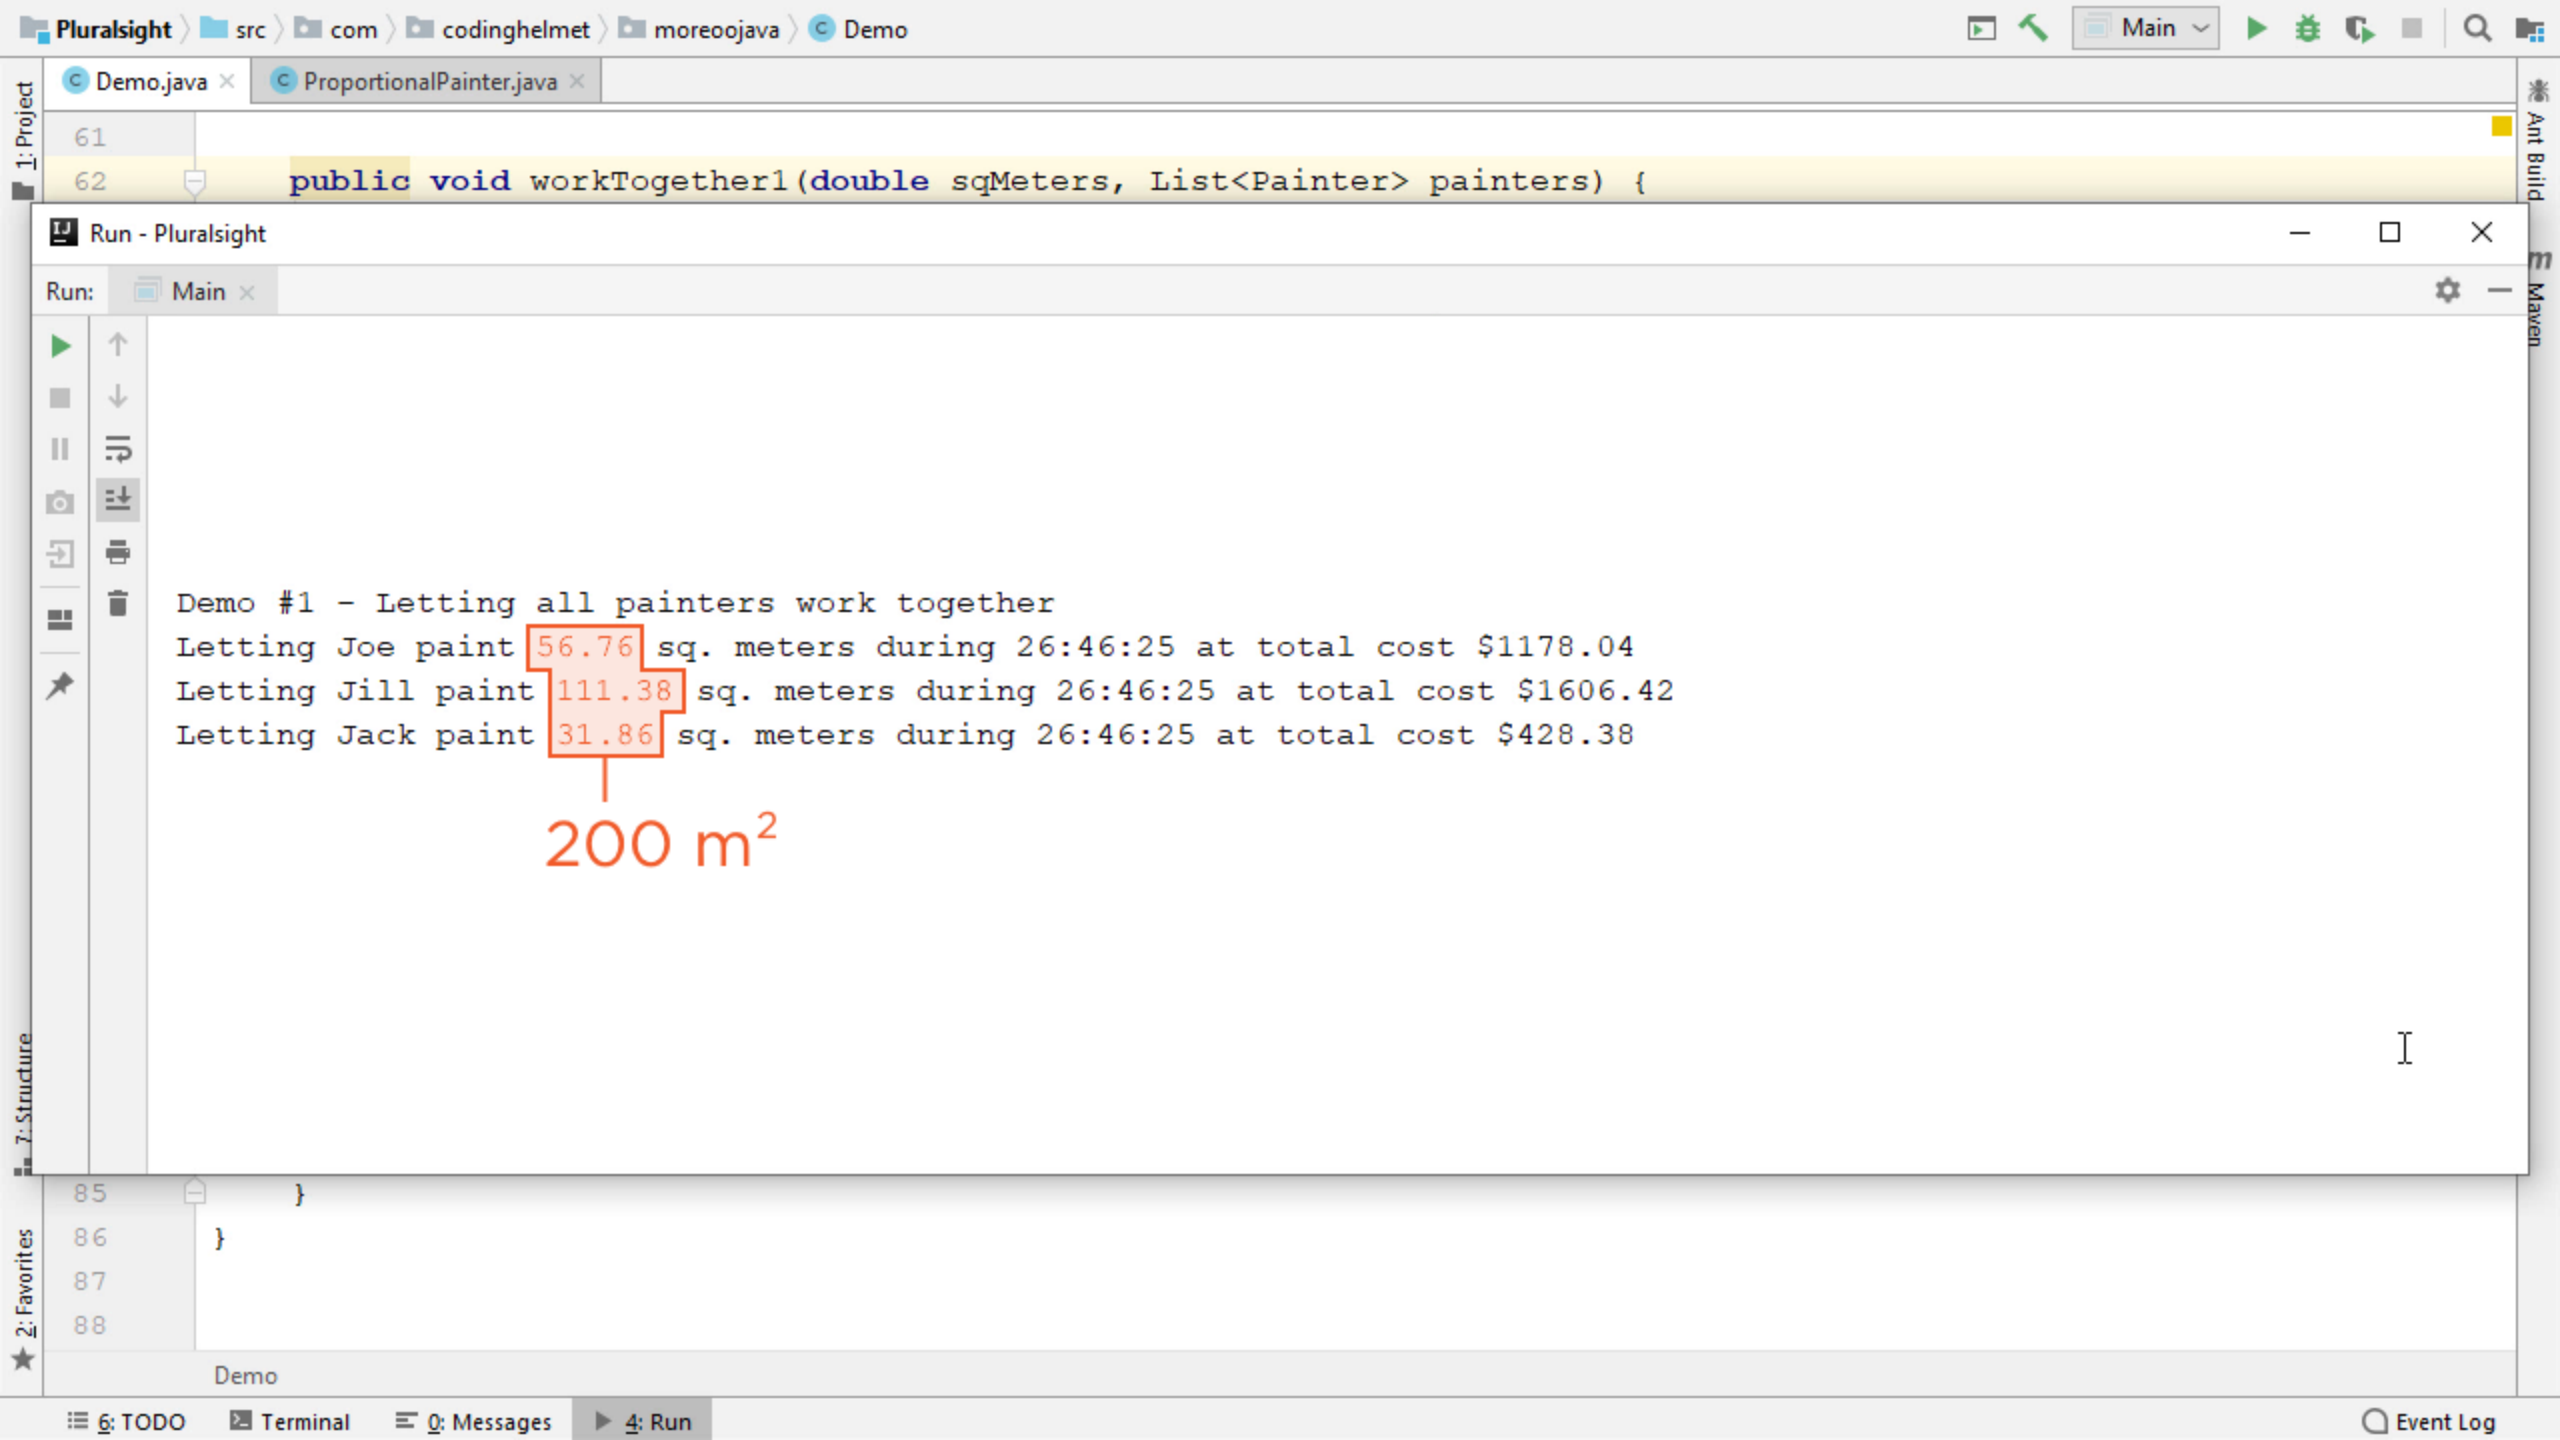 Pluralsight src com codinghelmet moreoojava Demo Main
Demo.java ProportionalPainter.java
1: Project
Ant Build
61
62 public void workTogether1(double sqMeters, List<Painter> painters) {
Run - Pluralsight
m Maven
Run: Main
Demo #1 - Letting all painters work together
Letting Joe paint 56.76 sq. meters during 26:46:25 at total cost $1178.04
Letting Jill paint 111.38 sq. meters during 26:46:25 at total cost $1606.42
Letting Jack paint 31.86 sq. meters during 26:46:25 at total cost $428.38
200 m²
7: Structure
85 }
86 }
87
88
2: Favorites
Demo
6: TODO Terminal 0: Messages 4: Run Event Log